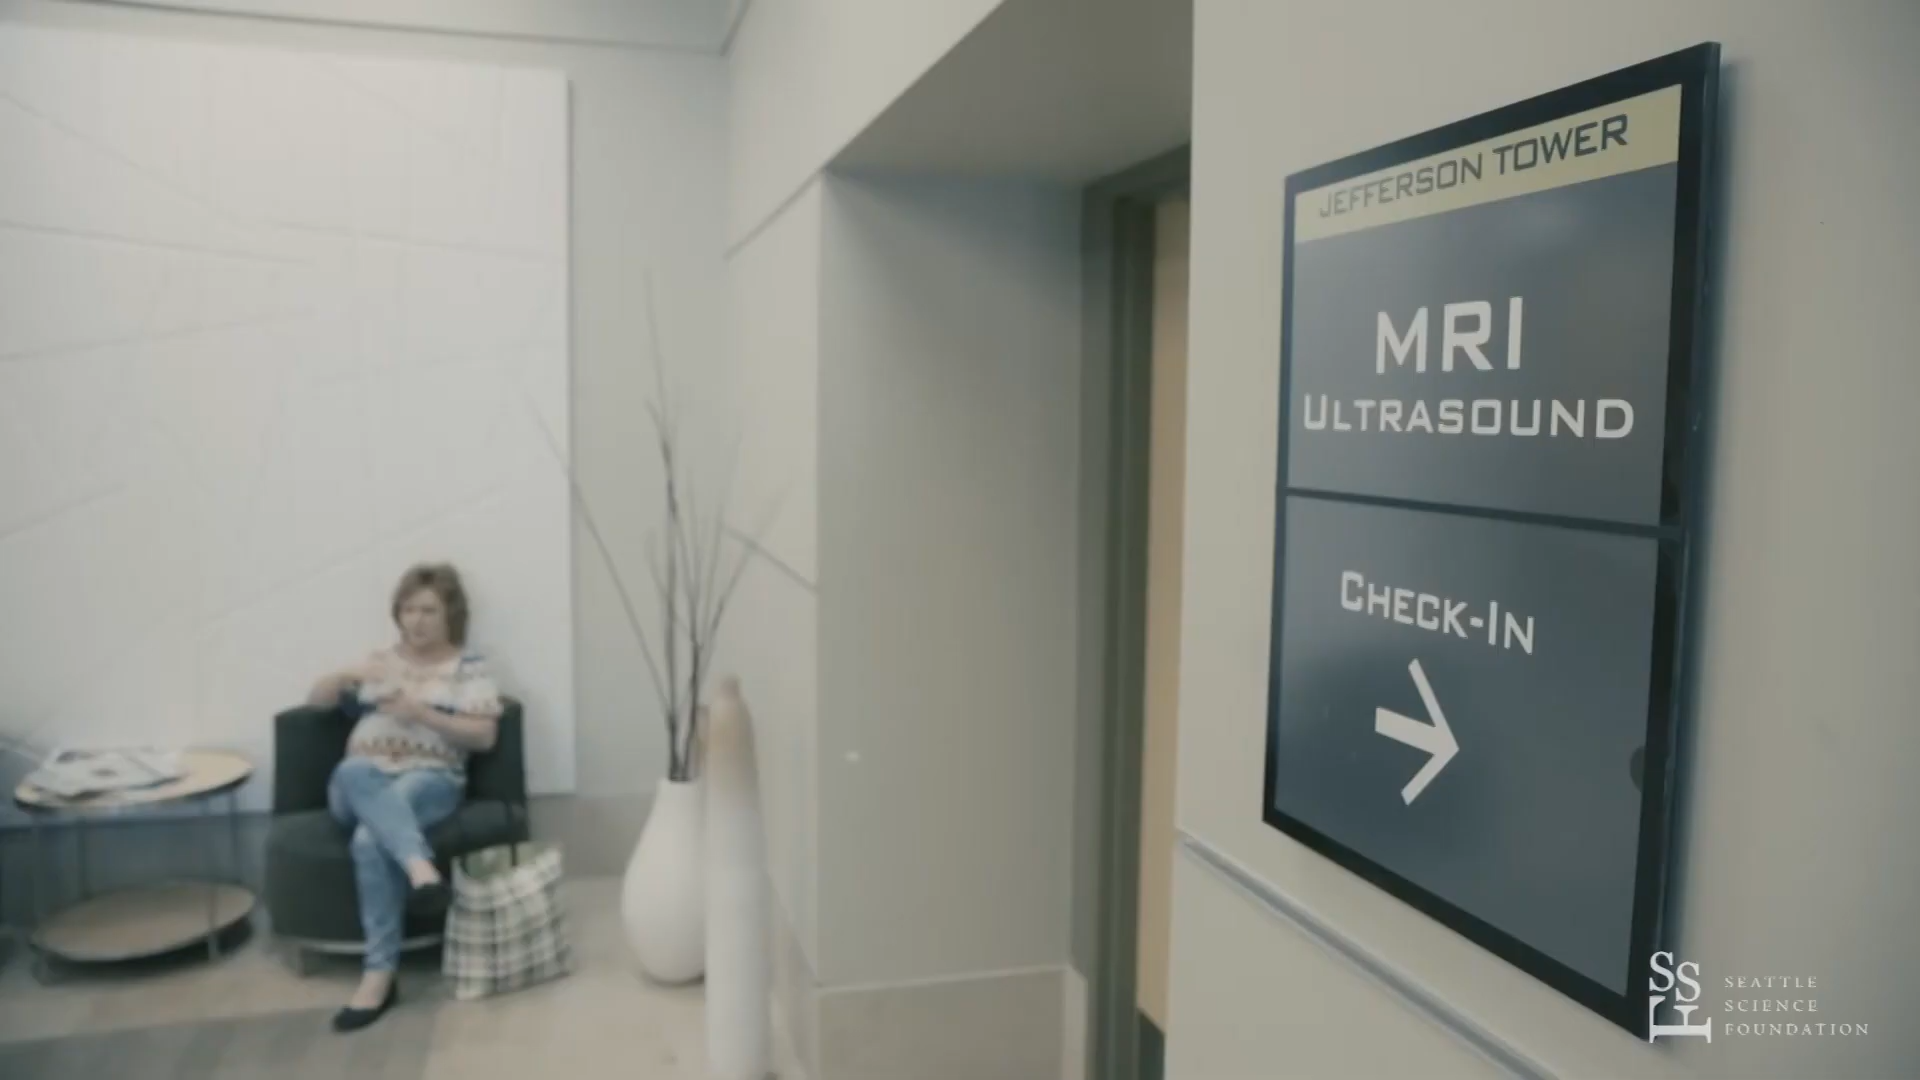 JEFFERSON TOWER
MRI
ULTRASOUND
CHECK-IN
SSF
SEATTLE
SCIENCE
FOUNDATION